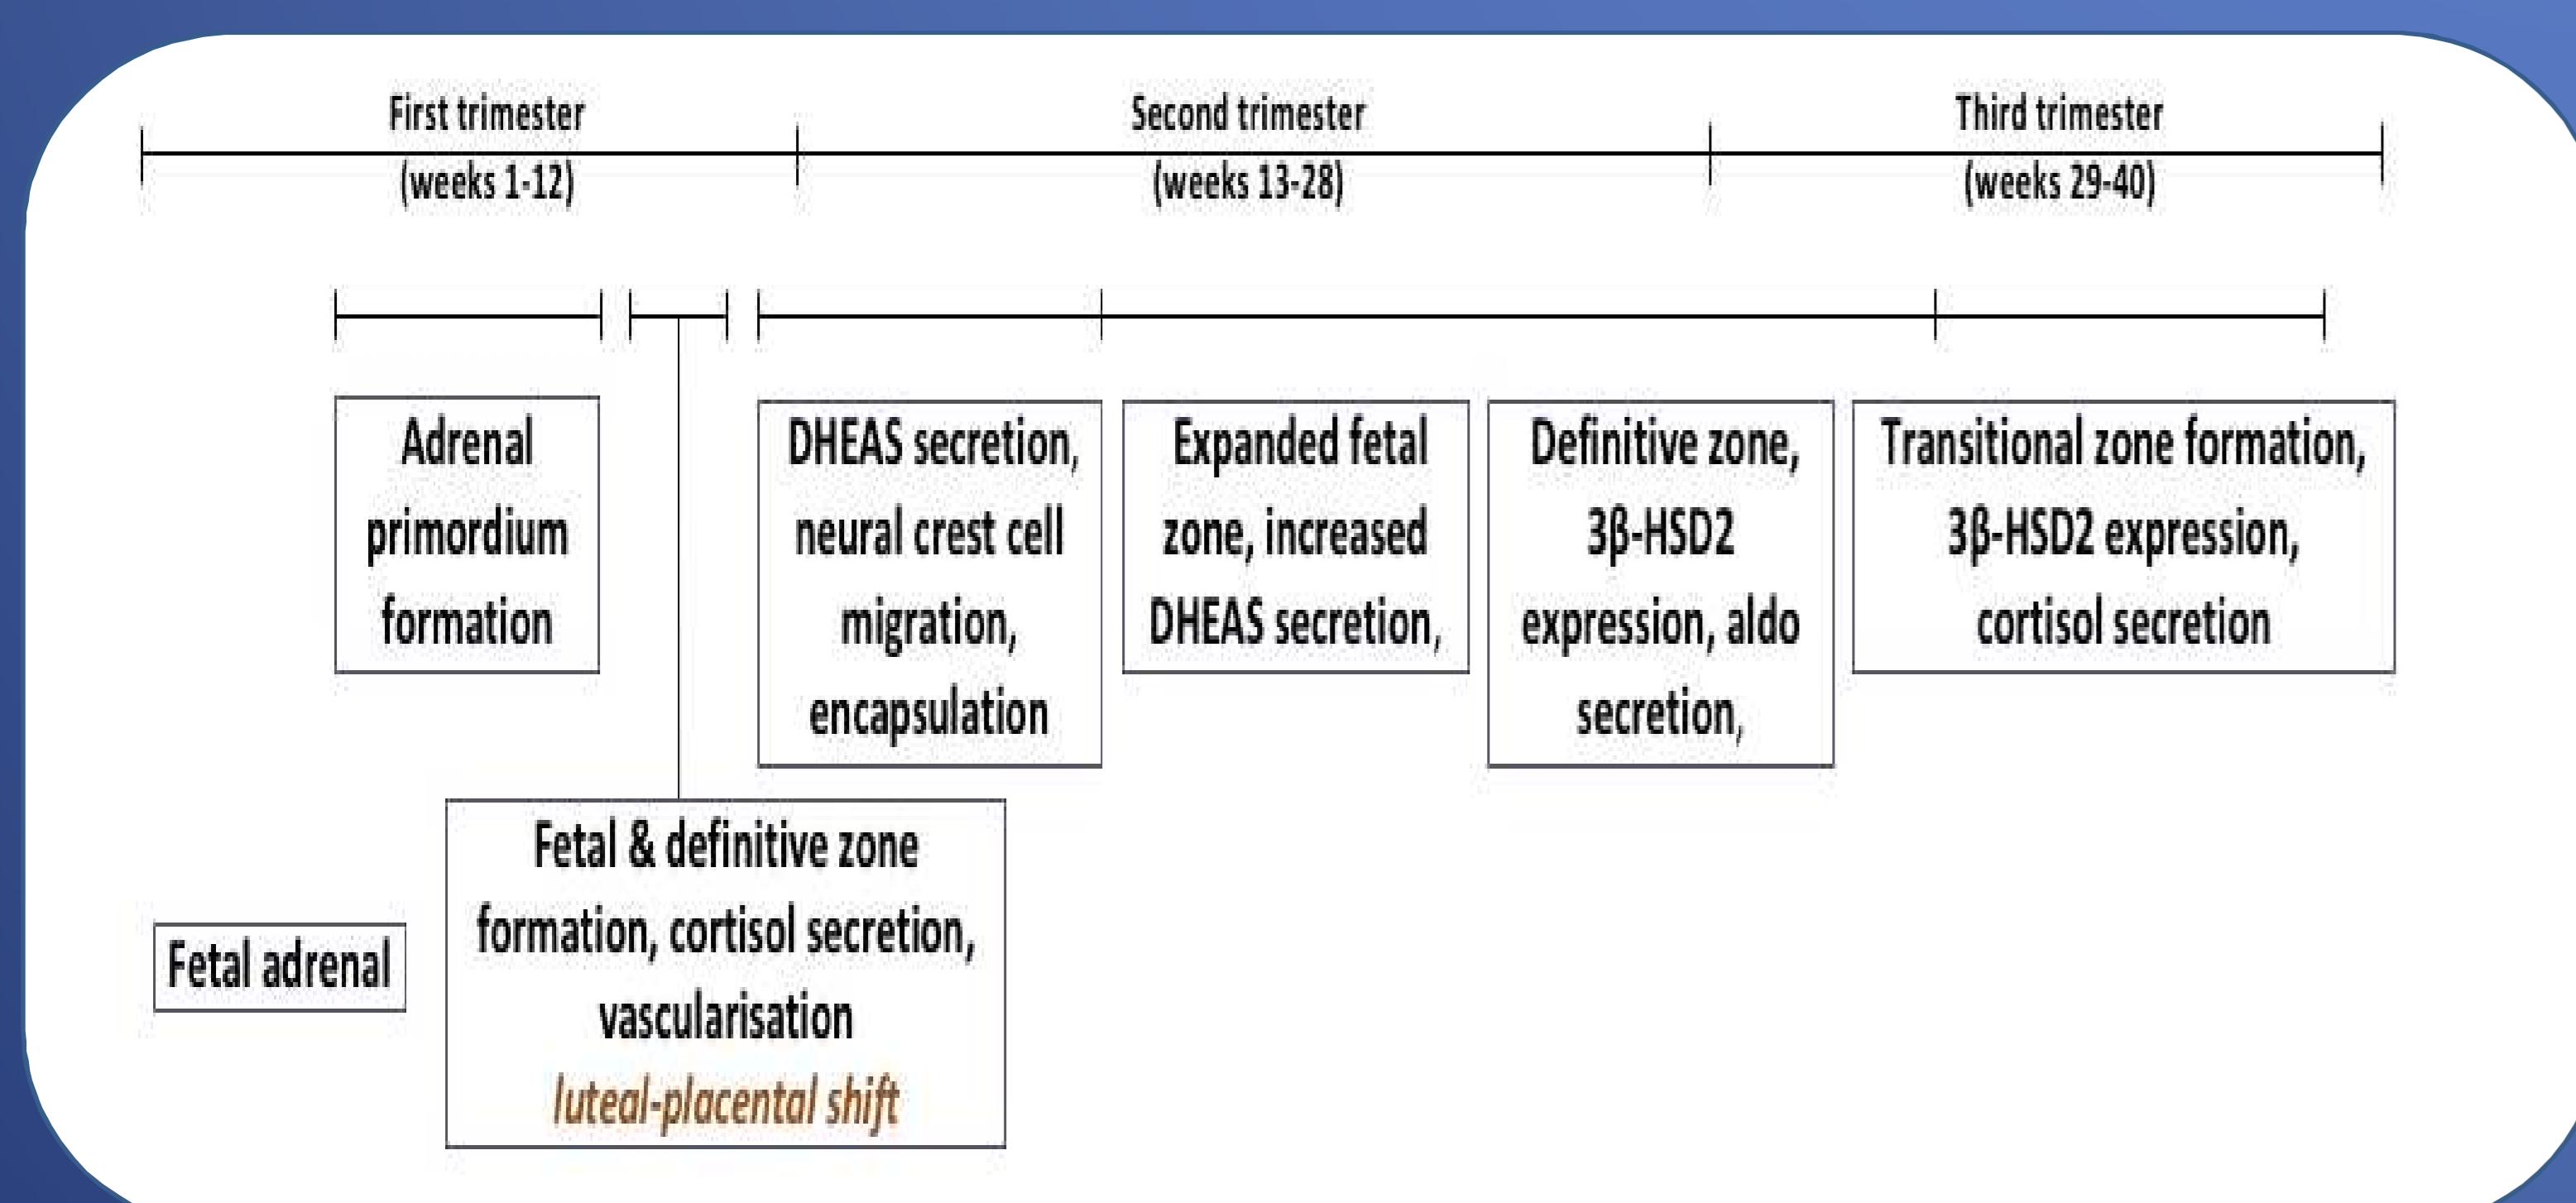 First trimester
(weeks 1-12)
Second trimester
(weeks 13-28)
Third trimester
(weeks 29-40)
Adrenal
primordium
formation
DHEAS secretion,
neural crest cell
migration,
encapsulation
Expanded fetal
zone, increased
DHEAS secretion,
Definitive zone,
3β-HSD2
expression, aldo
secretion,
Transitional zone formation,
3β-HSD2 expression,
cortisol secretion
Fetal adrenal
Fetal & definitive zone
formation, cortisol secretion,
vascularisation
luteal-placental shift